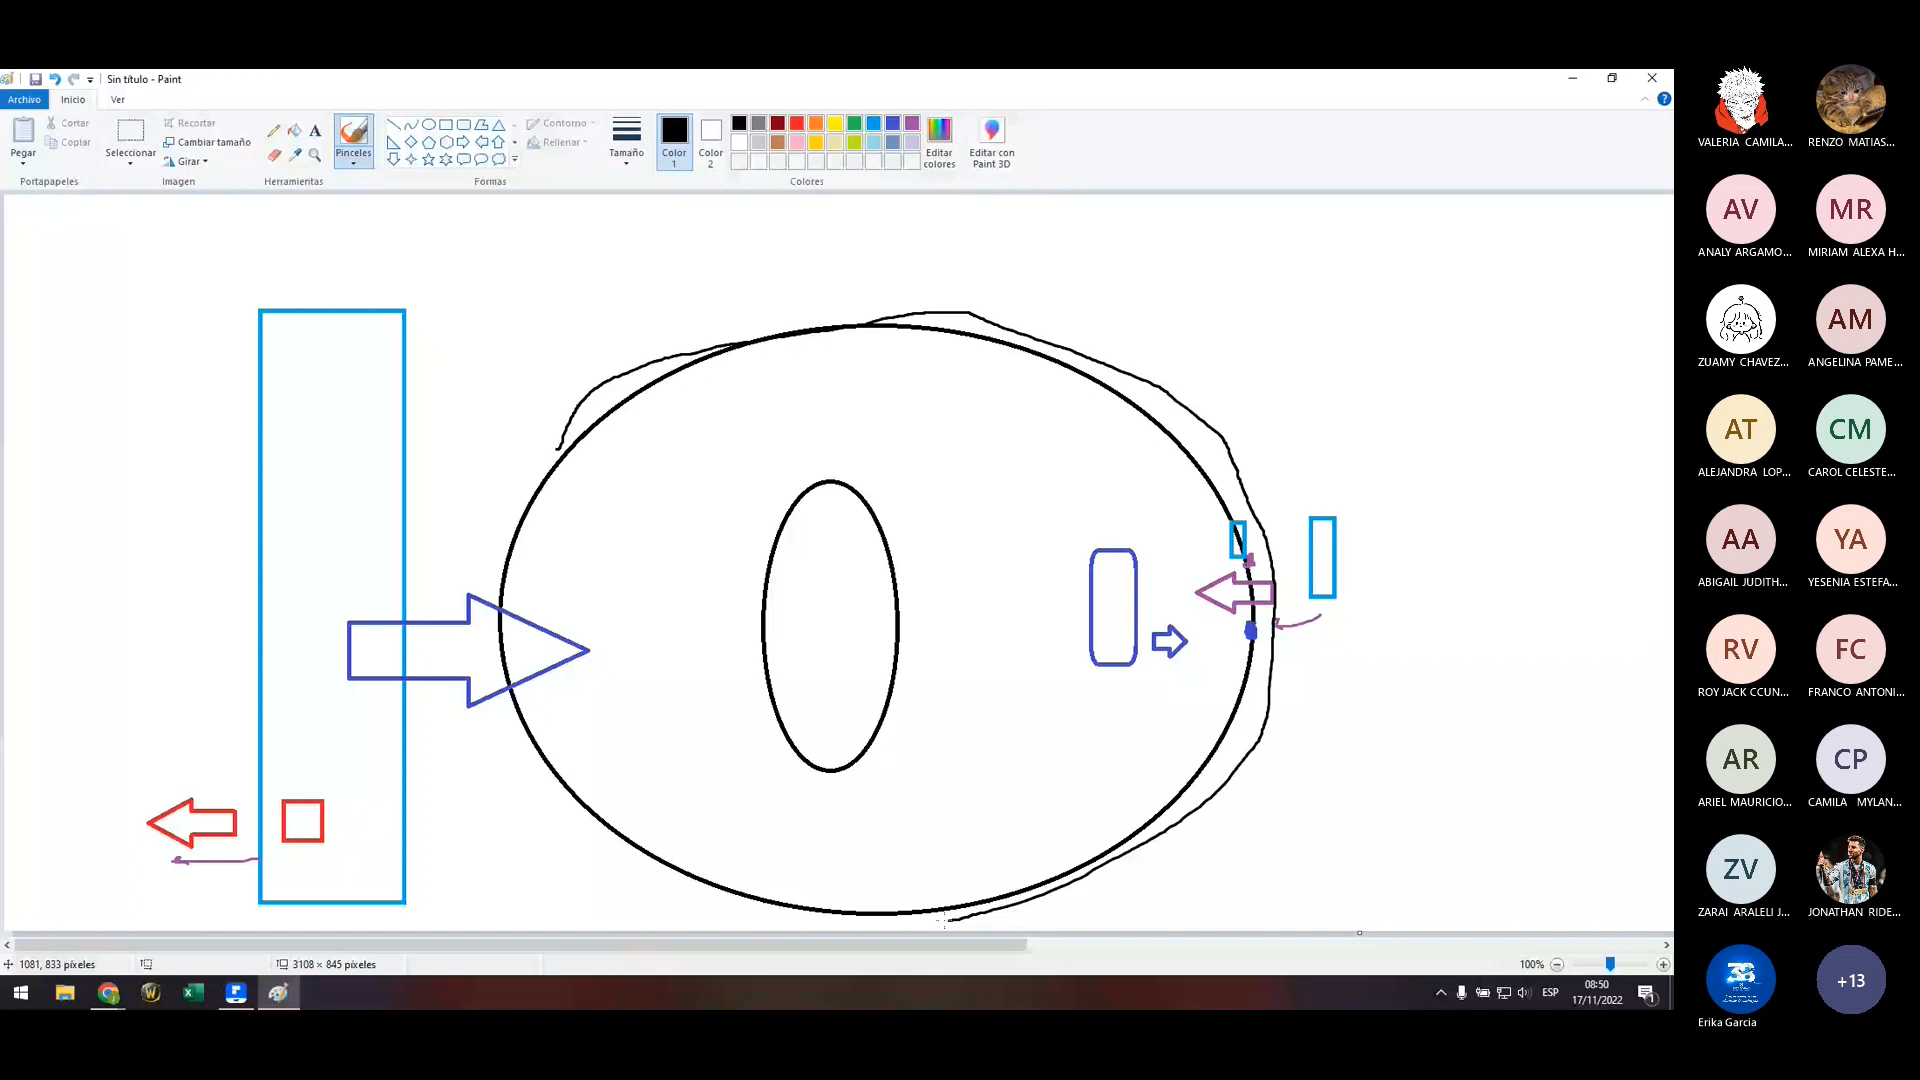 Sin título - Paint
Archivo Inicio Ver
Pegar
Cortar
Copiar
Portapapeles
Seleccionar
Recortar
Cambiar tamaño
Girar
Imagen
A
Herramientas
Pinceles
Contorno
Rellenar
Formas
Tamaño
Color 1
Color 2
Editar colores
Editar con Paint 3D
Colores
1081, 833 píxeles
3108 × 845 píxeles
100%
ESP
08:50
17/11/2022
1
VALERIA CAMILA...
RENZO MATIAS...
AV
ANALY ARGAMO...
MR
MIRIAM ALEXA H...
ZUAMY CHAVEZ...
AM
ANGELINA PAME...
AT
ALEJANDRA LOP...
CM
CAROL CELESTE...
AA
ABIGAIL JUDITH...
YA
YESENIA ESTEFA...
RV
ROY JACK CCUN...
FC
FRANCO ANTONI...
AR
ARIEL MAURICIO...
CP
CAMILA MYLAN...
ZV
ZARAI ARALELI J...
JONATHAN RIDE...
Erika Garcia
+13